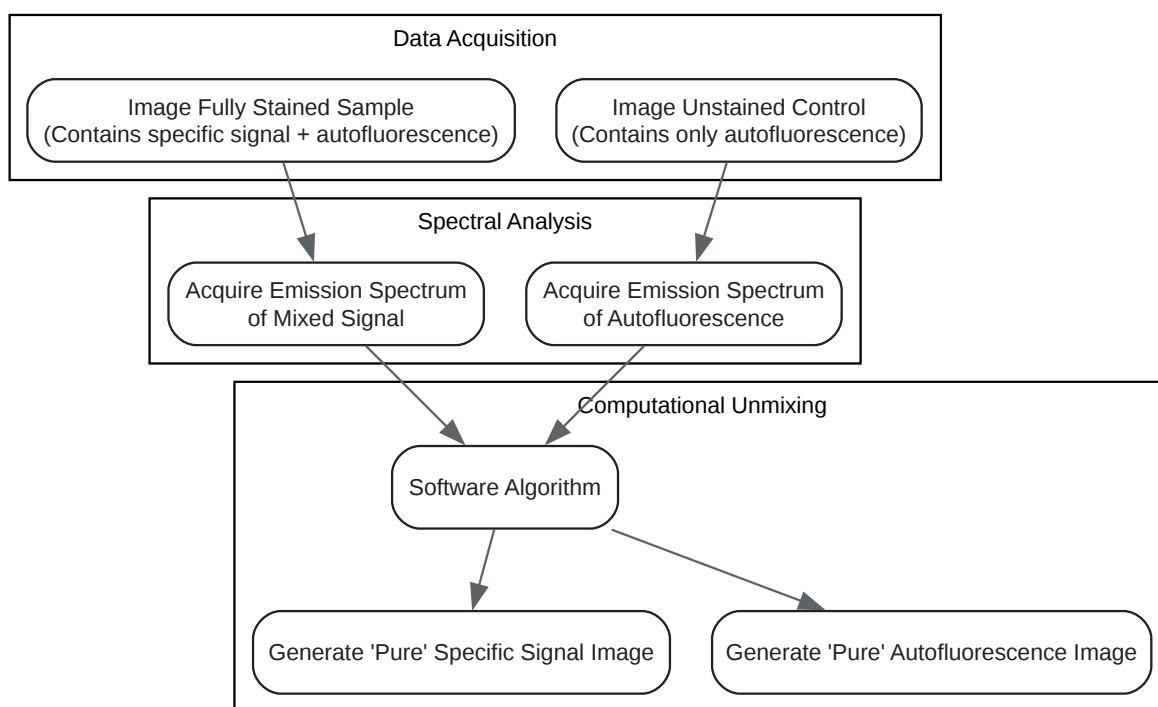 Data Acquisition
Image Fully Stained Sample
(Contains specific signal + autofluorescence)
Image Unstained Control
(Contains only autofluorescence)
Spectral Analysis
Acquire Emission Spectrum
of Mixed Signal
Acquire Emission Spectrum
of Autofluorescence
Computational Unmixing
Software Algorithm
Generate 'Pure' Specific Signal Image
Generate 'Pure' Autofluorescence Image